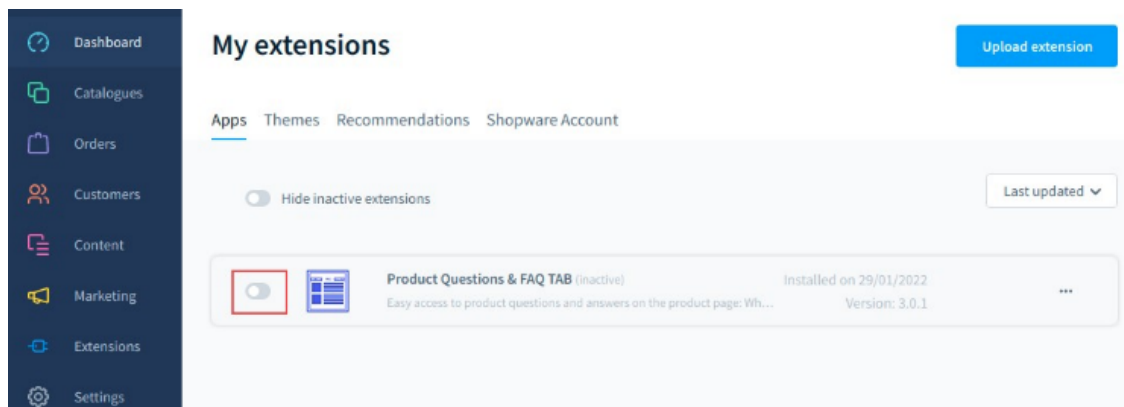 Dashboard
My extensions
Upload extension
Catalogues
Apps Themes Recommendations Shopware Account
Orders
Customers
Hide inactive extensions
Last updated
Content
Product Questions & FAQ TAB (inactive)
Installed on 29/01/2022
Easy access to product questions and answers on the product page: Wh...
Version: 3.0.1
Marketing
Extensions
Settings